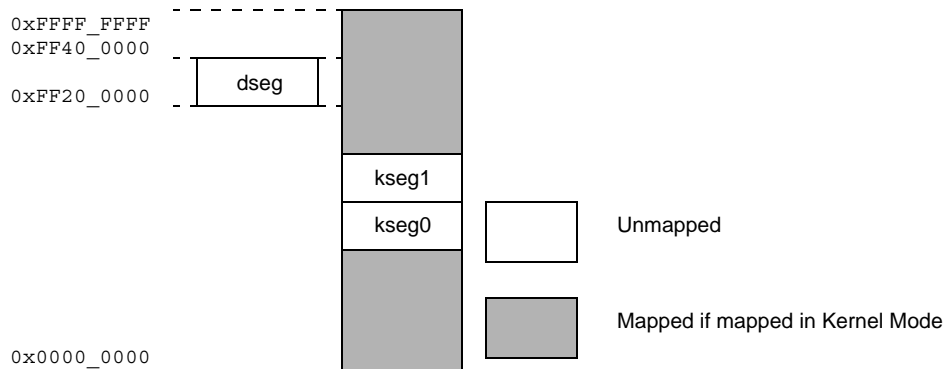 0xFFFF_FFFF
0xFF40_0000
dseg
0xFF20_0000
kseg1
kseg0
Unmapped
Mapped if mapped in Kernel Mode
0x0000_0000